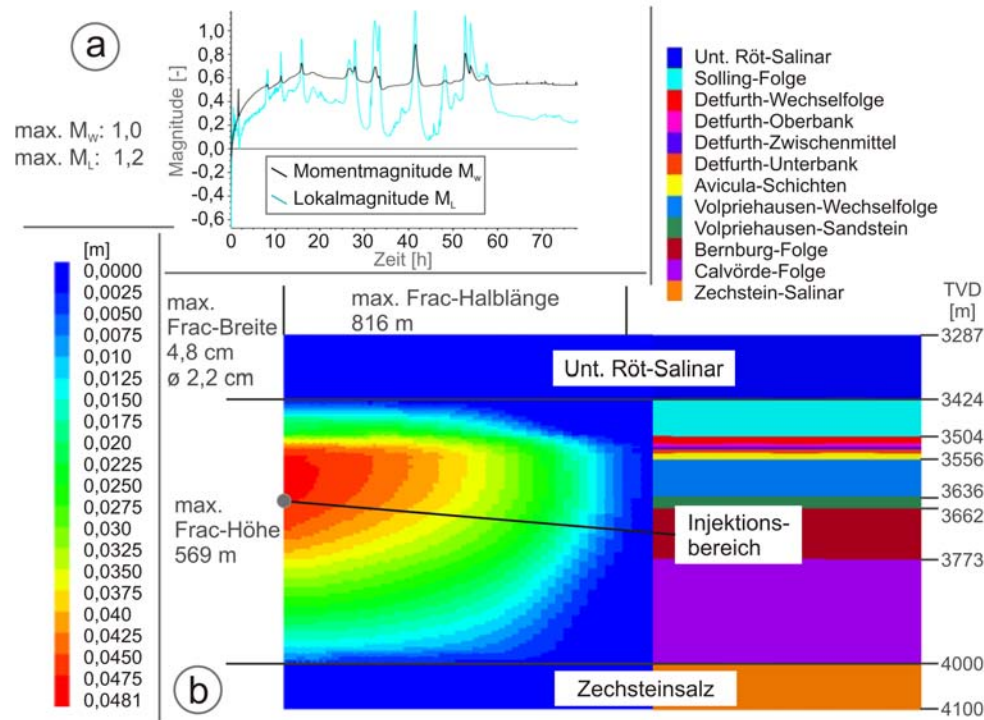 a
max. Mw: 1,0
max. ML: 1,2
Magnitude [-]
1,0
0,8
0,6
0,4
0,2
0,0
-0,2
-0,4
-0,6
Momentmagnitude Mw
Lokalmagnitude ML
0 10 20 30 40 50 60 70
Zeit [h]
Unt. Röt-Salinar
Solling-Folge
Detfurth-Wechselfolge
Detfurth-Oberbank
Detfurth-Zwischenmittel
Detfurth-Unterbank
Avicula-Schichten
Volpriehausen-Wechselfolge
Volpriehausen-Sandstein
Bernburg-Folge
Calvörde-Folge
Zechstein-Salinar
[m]
0,0000
0,0025
0,0075
0,010
0,0125
0,0150
0,0175
0,020
0,0225
0,0250
0,0275
0,030
0,0325
0,0350
0,0375
0,040
0,0425
0,0450
0,0475
0,0481
max.
Frac-Breite
4,8 cm
ø 2,2 cm
max. Frac-Halblänge
816 m
max.
Frac-Höhe
569 m
Unt. Röt-Salinar
Injektions-
bereich
Zechsteinsalz
TVD
[m]
3287
3424
3504
3556
3636
3662
3773
4000
4100
b